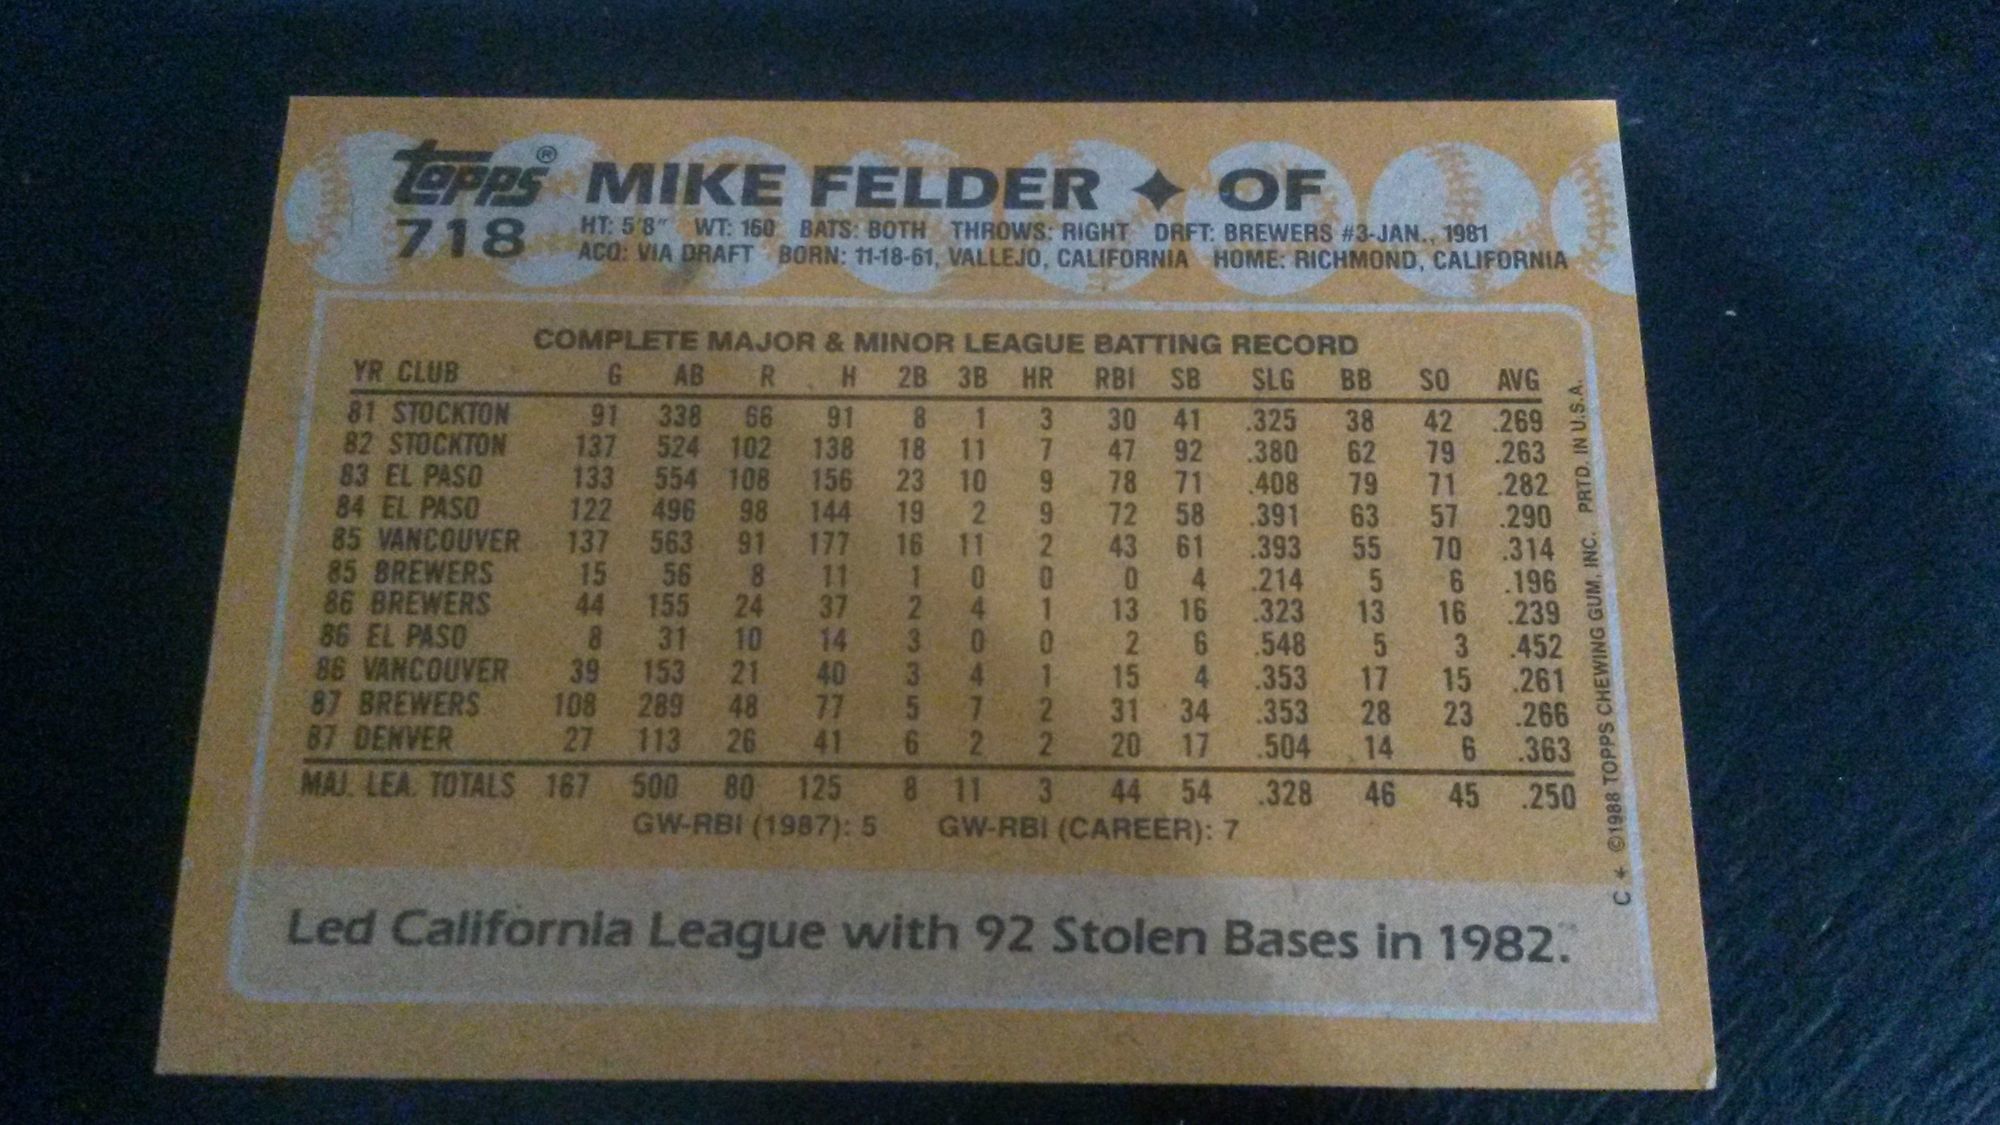 topps® MIKE FELDER ✦ OF
718 HT: 5'8" WT: 160 BATS: BOTH THROWS: RIGHT DRFT: BREWERS #3-JAN., 1981
ACQ: VIA DRAFT BORN: 11-18-61, VALLEJO, CALIFORNIA HOME: RICHMOND, CALIFORNIA
COMPLETE MAJOR & MINOR LEAGUE BATTING RECORD
YR CLUB G AB R H 2B 3B HR RBI SB SLG BB SO AVG
81 STOCKTON 91 338 66 91 8 1 3 30 41 .325 38 42 .269
82 STOCKTON 137 524 102 138 18 11 7 47 92 .380 62 79 .263
83 EL PASO 133 554 108 156 23 10 9 78 71 .408 79 71 .282
84 EL PASO 122 496 98 144 19 2 9 72 58 .391 63 57 .290
85 VANCOUVER 137 563 91 177 16 11 2 43 61 .393 55 70 .314
85 BREWERS 15 56 8 11 1 0 0 0 4 .214 5 6 .196
86 BREWERS 44 155 24 37 2 4 1 13 16 .323 13 16 .239
86 EL PASO 8 31 10 14 3 0 0 2 6 .548 5 3 .452
86 VANCOUVER 39 153 21 40 3 4 1 15 4 .353 17 15 .261
87 BREWERS 108 289 48 77 5 7 2 31 34 .353 28 23 .266
87 DENVER 27 113 26 41 6 2 2 20 17 .504 14 6 .363
MAJ. LEA. TOTALS 167 500 80 125 8 11 3 44 54 .328 46 45 .250
GW-RBI (1987): 5 GW-RBI (CAREER): 7
Led California League with 92 Stolen Bases in 1982.
C + ©1988 TOPPS CHEWING GUM, INC. PRTD. IN U.S.A.